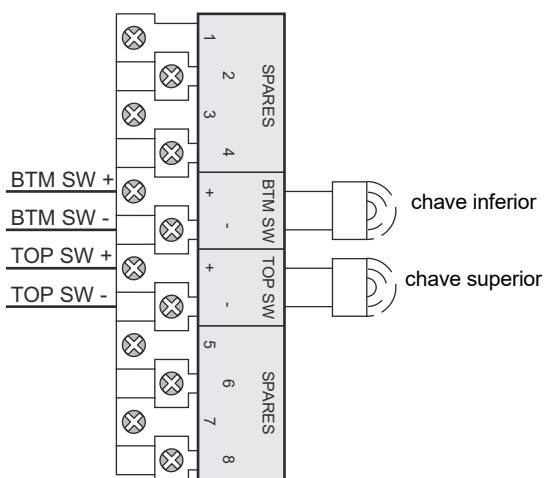 1
2
3
4
SPARES
BTM SW +
BTM SW -
+
-
BTM SW
chave inferior
TOP SW +
TOP SW -
+
-
TOP SW
chave superior
5
6
7
8
SPARES